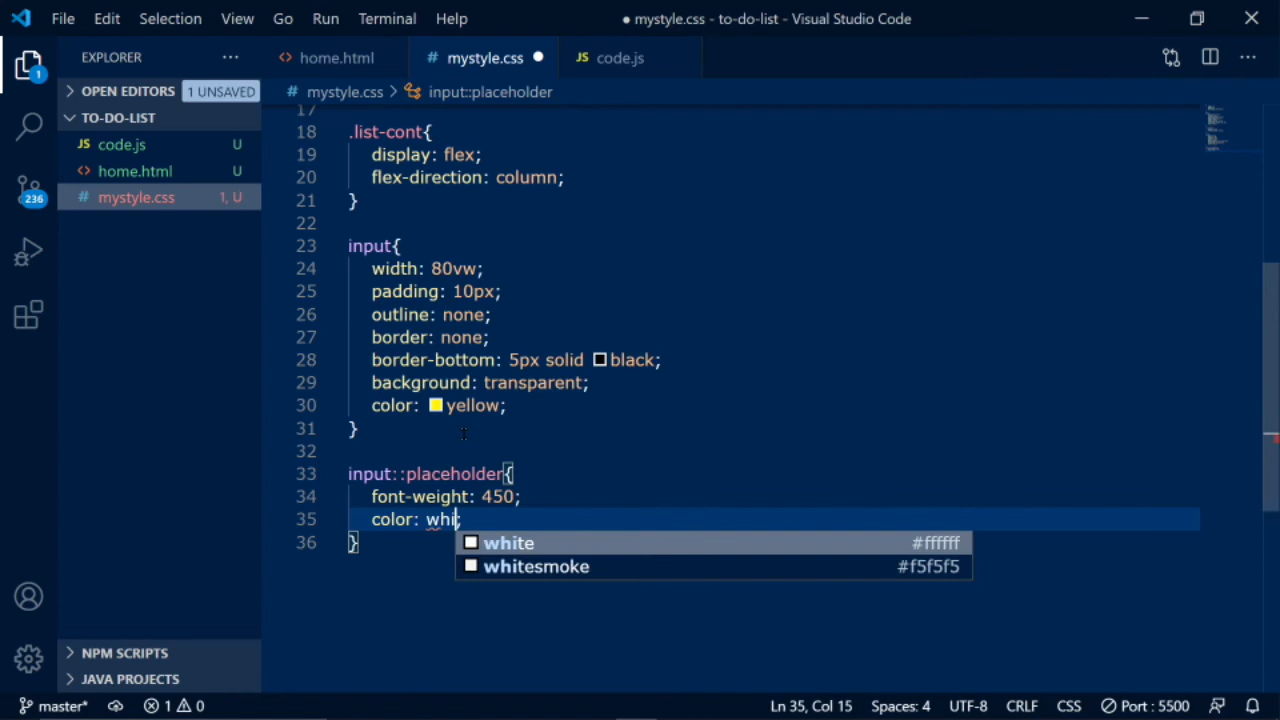 File Edit Selection View Go Run Terminal Help ● mystyle.css - to-do-list - Visual Studio Code
EXPLORER ··· <> home.html # mystyle.css ● JS code.js ···
OPEN EDITORS 1 UNSAVED
# mystyle.css > input::placeholder
TO-DO-LIST
JS code.js U
<> home.html U
# mystyle.css 1, U
1
236
17
18 .list-cont{
19 display: flex;
20 flex-direction: column;
21 }
22
23 input{
24 width: 80vw;
25 padding: 10px;
26 outline: none;
27 border: none;
28 border-bottom: 5px solid black;
29 background: transparent;
30 color: yellow;
31 }
32
33 input::placeholder{
34 font-weight: 450;
35 color: whi;
36 }
white #ffffff
whitesmoke #f5f5f5
NPM SCRIPTS
JAVA PROJECTS
master* 1 0 Ln 35, Col 15 Spaces: 4 UTF-8 CRLF CSS Port : 5500